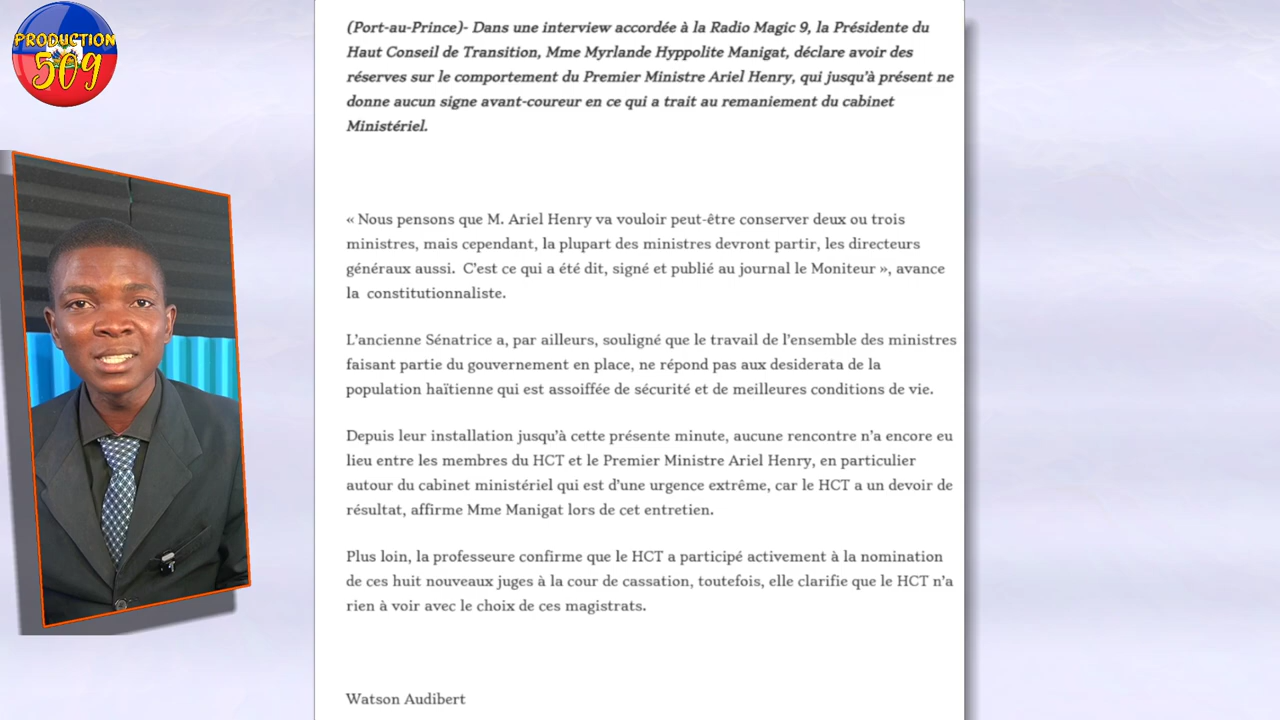 PRODUCTION
509
(Port-au-Prince)- Dans une interview accordée à la Radio Magic 9, la Présidente du
Haut Conseil de Transition, Mme Myrlande Hyppolite Manigat, déclare avoir des
réserves sur le comportement du Premier Ministre Ariel Henry, qui jusqu'à présent ne
donne aucun signe avant-coureur en ce qui a trait au remaniement du cabinet
Ministériel.
« Nous pensons que M. Ariel Henry va vouloir peut-être conserver deux ou trois
ministres, mais cependant, la plupart des ministres devront partir, les directeurs
généraux aussi.  C'est ce qui a été dit, signé et publié au journal le Moniteur », avance
la  constitutionnaliste.
L'ancienne Sénatrice a, par ailleurs, souligné que le travail de l'ensemble des ministres
faisant partie du gouvernement en place, ne répond pas aux desiderata de la
population haïtienne qui est assoiffée de sécurité et de meilleures conditions de vie.
Depuis leur installation jusqu'à cette présente minute, aucune rencontre n'a encore eu
lieu entre les membres du HCT et le Premier Ministre Ariel Henry, en particulier
autour du cabinet ministériel qui est d'une urgence extrême, car le HCT a un devoir de
résultat, affirme Mme Manigat lors de cet entretien.
Plus loin, la professeure confirme que le HCT a participé activement à la nomination
de ces huit nouveaux juges à la cour de cassation, toutefois, elle clarifie que le HCT n'a
rien à voir avec le choix de ces magistrats.
Watson Audibert